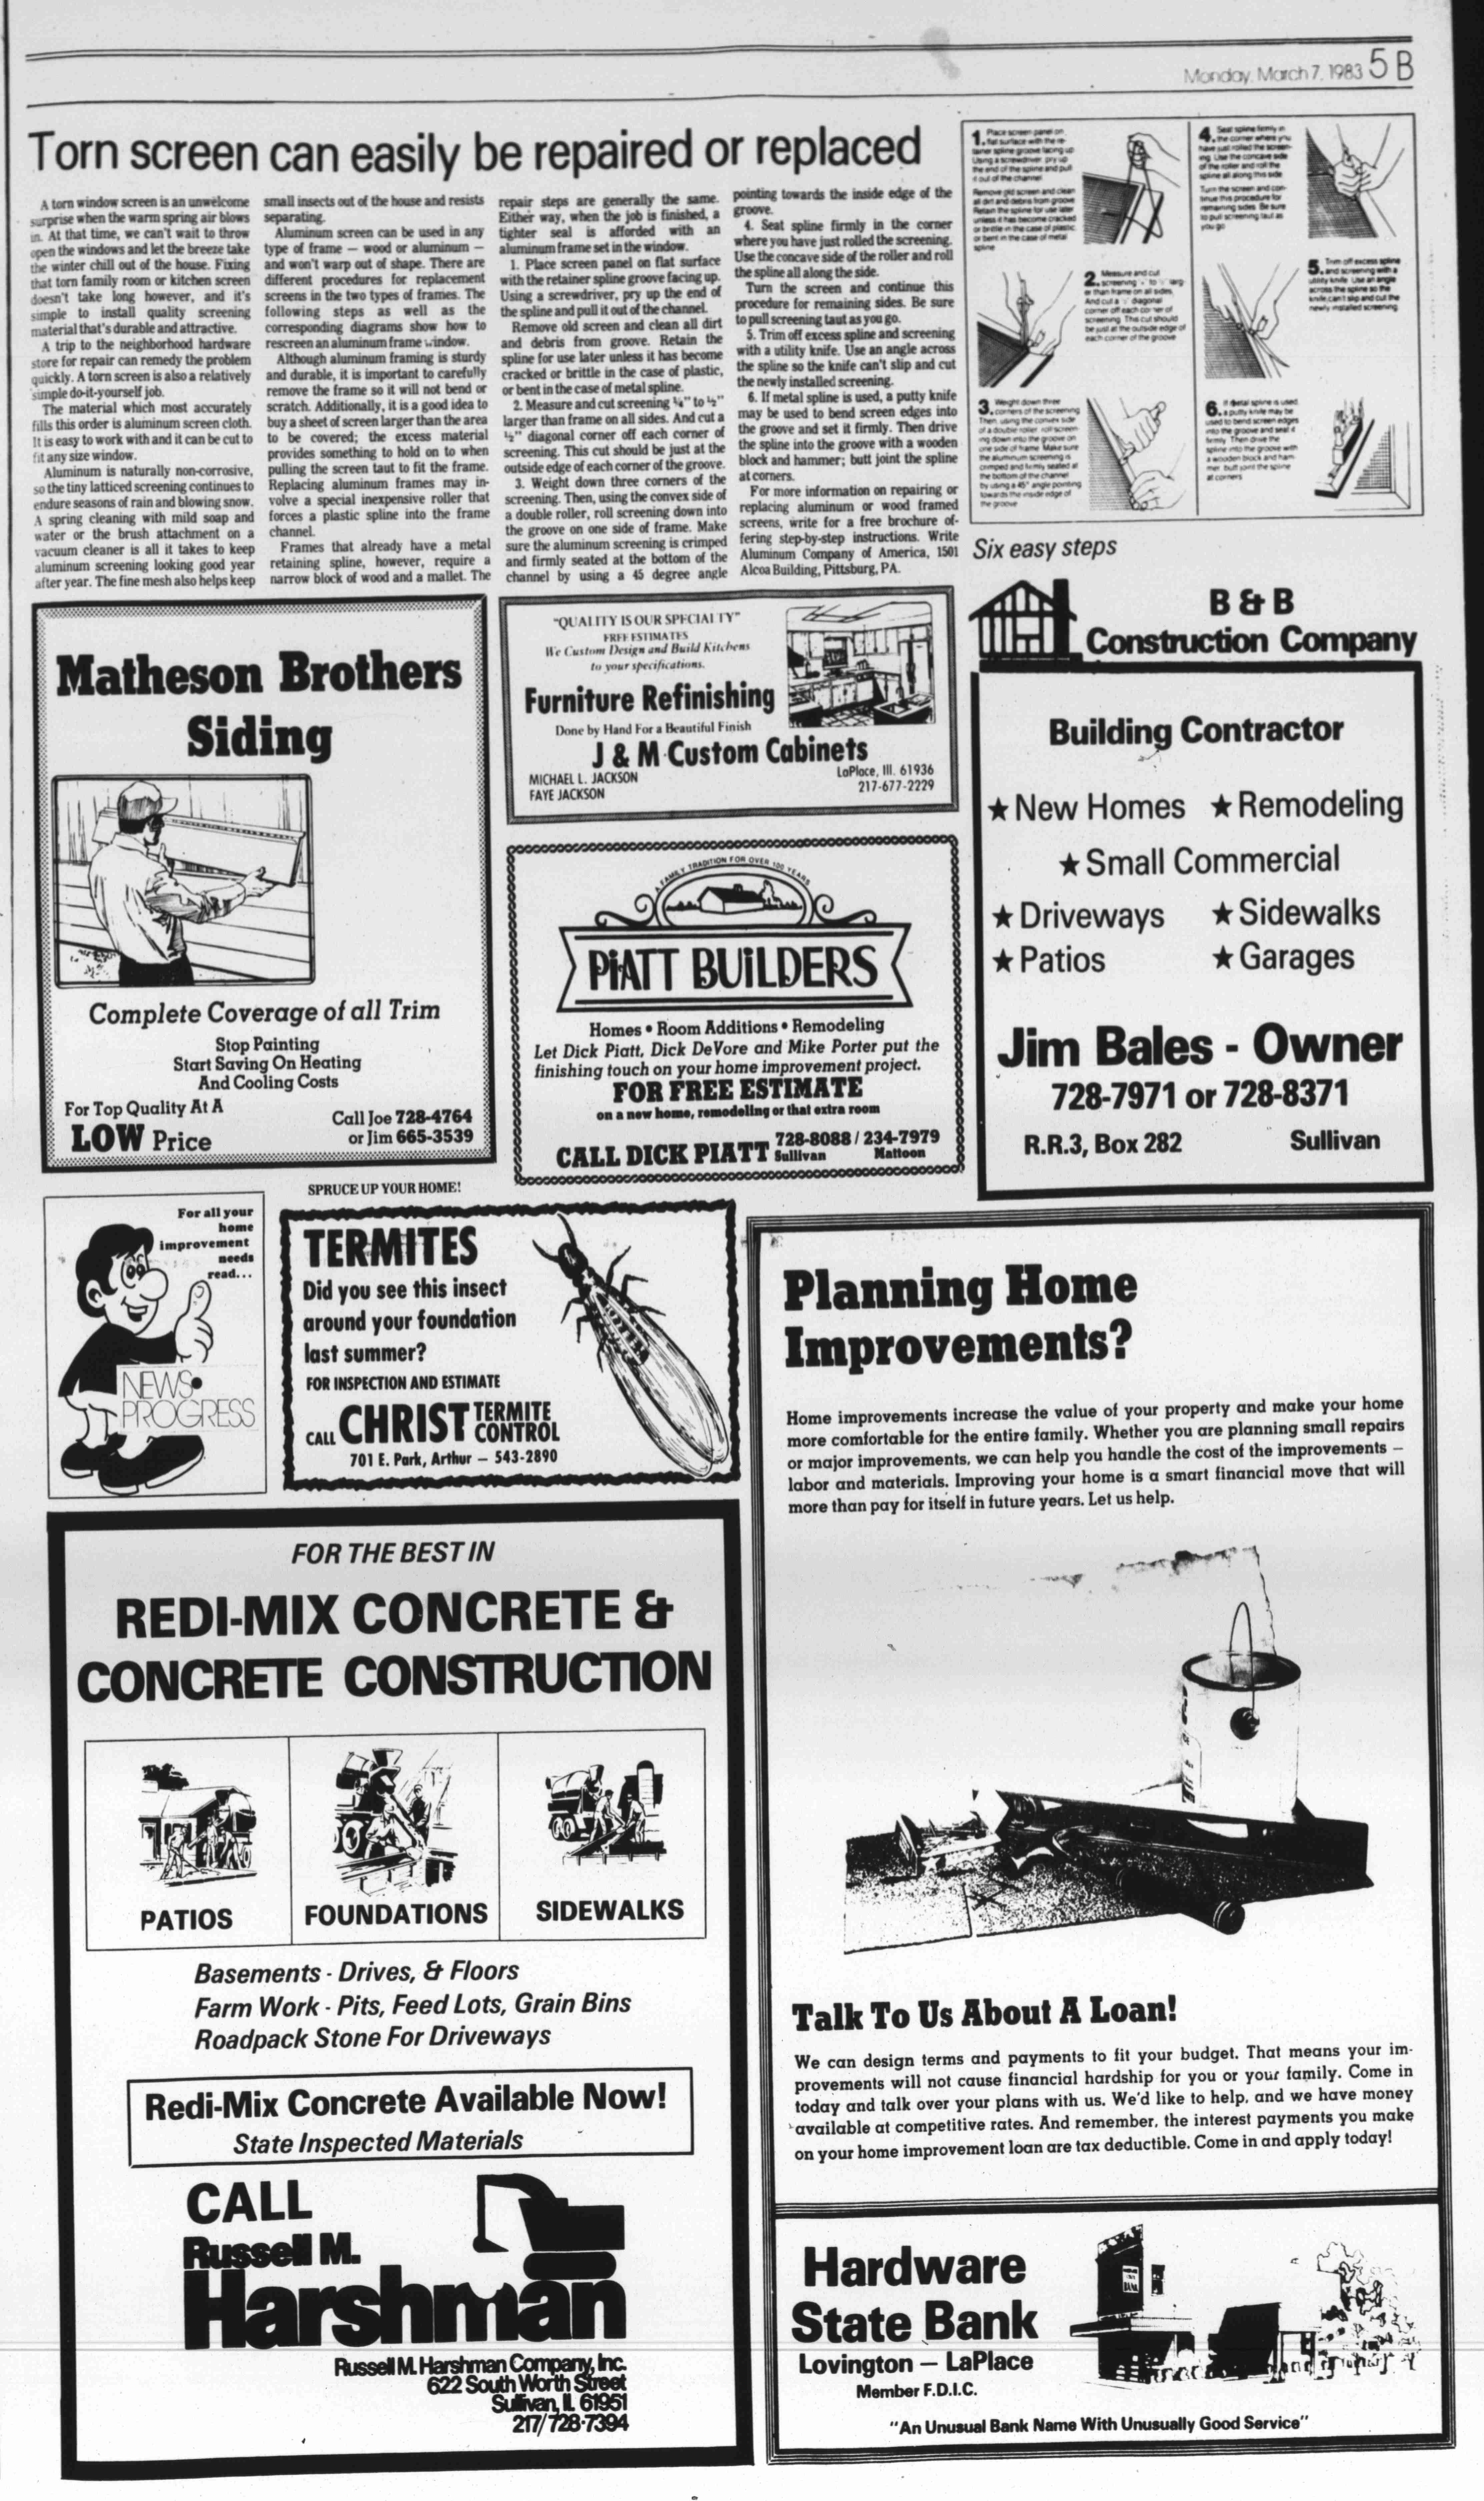 Monday, March 7, 1983 5 B
Torn screen can easily be repaired or replaced
A torn window screen is an unwelcome
surprise when the warm spring air blows
in. At that time, we can't wait to throw
open the windows and let the breeze take
the winter chill out of the house. Fixing
that torn family room or kitchen screen
doesn't take long however, and it's
simple to install quality screening
material that's durable and attractive.
A trip to the neighborhood hardware
store for repair can remedy the problem
quickly. A torn screen is also a relatively
simple do-it-yourself job.
The material which most accurately
fills this order is aluminum screen cloth.
It is easy to work with and it can be cut to
fit any size window.
Aluminum is naturally non-corrosive,
so the tiny latticed screening continues to
endure seasons of rain and blowing snow.
A spring cleaning with mild soap and
water or the brush attachment on a
vacuum cleaner is all it takes to keep
aluminum screening looking good year
after year. The fine mesh also helps keep
small insects out of the house and resists
separating.
Aluminum screen can be used in any
type of frame — wood or aluminum —
and won't warp out of shape. There are
different procedures for replacement
screens in the two types of frames. The
following steps as well as the
corresponding diagrams show how to
rescreen an aluminum frame window.
Although aluminum framing is sturdy
and durable, it is important to carefully
remove the frame so it will not bend or
scratch. Additionally, it is a good idea to
buy a sheet of screen larger than the area
to be covered; the excess material
provides something to hold on to when
pulling the screen taut to fit the frame.
Replacing aluminum frames may in-
volve a special inexpensive roller that
forces a plastic spline into the frame
channel.
Frames that already have a metal
retaining spline, however, require a
narrow block of wood and a mallet. The
repair steps are generally the same.
Either way, when the job is finished, a
tighter seal is afforded with an
aluminum frame set in the window.
1. Place screen panel on flat surface
with the retainer spline groove facing up.
Using a screwdriver, pry up the end of
the spline and pull it out of the channel.
Remove old screen and clean all dirt
and debris from groove. Retain the
spline for use later unless it has become
cracked or brittle in the case of plastic,
or bent in the case of metal spline.
2. Measure and cut screening ¼" to ½"
larger than frame on all sides. And cut a
½" diagonal corner off each corner of
screening. This cut should be just at the
outside edge of each corner of the groove.
3. Weight down three corners of the
screening. Then, using the convex side of
a double roller, roll screening down into
the groove on one side of frame. Make
sure the aluminum screening is crimped
and firmly seated at the bottom of the
channel by using a 45 degree angle
pointing towards the inside edge of the
groove.
4. Seat spline firmly in the corner
where you have just rolled the screening.
Use the concave side of the roller and roll
the spline all along the side.
Turn the screen and continue this
procedure for remaining sides. Be sure
to pull screening taut as you go.
5. Trim off excess spline and screening
with a utility knife. Use an angle across
the spline so the knife can't slip and cut
the newly installed screening.
6. If metal spline is used, a putty knife
may be used to bend screen edges into
the groove and set it firmly. Then drive
the spline into the groove with a wooden
block and hammer; butt joint the spline
at corners.
For more information on repairing or
replacing aluminum or wood framed
screens, write for a free brochure of-
fering step-by-step instructions. Write
Aluminum Company of America, 1501
Alcoa Building, Pittsburg, PA.
1. Place screen panel on
flat surface with the re-
tainer spline groove facing up
Using a screwdriver, pry up
the end of the spline and pull
it out of the channel
Remove old screen and clean
all dirt and debris from groove
Retain the spline for use later
unless it has become cracked
or brittle in the case of plastic,
or bent in the case of metal
spline
2. Measure and cut
screening to larg-
er than frame on all sides
And cut a diagonal
corner off each corner of
screening This cut should
be just at the outside edge of
each corner of the groove
3. Weight down three
corners of the screening
Then, using the convex side
of a double roller, roll screen-
ing down into the groove on
one side of frame Make sure
the aluminum screening is
crimped and firmly seated at
the bottom of the channel
by using a 45° angle pointing
towards the inside edge of
the groove
4. Seat spline firmly in
the corner where you
have just rolled the screen-
ing Use the concave side
of the roller and roll the
spline all along this side
Turn the screen and con-
tinue this procedure for
remaining sides Be sure
to pull screening taut as
you go
5. Trim off excess spline
and screening with a
utility knife Use an angle
across the spline so the
knife can't slip and cut the
newly installed screening
6. If metal spline is used,
a putty knife may be
used to bend screen edges
into the groove and seat it
firmly Then drive the
spline into the groove with
a wooden block and ham-
mer butt joint the spline
at corners
Six easy steps
Matheson Brothers
Siding
Complete Coverage of all Trim
Stop Painting
Start Saving On Heating
And Cooling Costs
For Top Quality At A
LOW Price
Call Joe 728-4764
or Jim 665-3539
"QUALITY IS OUR SPECIALTY"
FREE ESTIMATES
We Custom Design and Build Kitchens
to your specifications.
Furniture Refinishing
Done by Hand For a Beautiful Finish
J & M Custom Cabinets
MICHAEL L. JACKSON
FAYE JACKSON
LaPlace, Ill. 61936
217-677-2229
A FAMILY TRADITION FOR OVER 100 YEARS
PIATT BUILDERS
Homes • Room Additions • Remodeling
Let Dick Piatt, Dick DeVore and Mike Porter put the
finishing touch on your home improvement project.
FOR FREE ESTIMATE
on a new home, remodeling or that extra room
CALL DICK PIATT 728-8088 / 234-7979
Sullivan Mattoon
B & B
Construction Company
Building Contractor
★ New Homes ★ Remodeling
★ Small Commercial
★ Driveways ★ Sidewalks
★ Patios ★ Garages
Jim Bales - Owner
728-7971 or 728-8371
R.R.3, Box 282 Sullivan
SPRUCE UP YOUR HOME!
For all your
home
improvement
needs
read...
NEWS•
PROGRESS
TERMITES
Did you see this insect
around your foundation
last summer?
FOR INSPECTION AND ESTIMATE
CALL CHRIST TERMITE
CONTROL
701 E. Park, Arthur — 543-2890
FOR THE BEST IN
REDI-MIX CONCRETE &
CONCRETE CONSTRUCTION
PATIOS FOUNDATIONS SIDEWALKS
Basements - Drives, & Floors
Farm Work - Pits, Feed Lots, Grain Bins
Roadpack Stone For Driveways
Redi-Mix Concrete Available Now!
State Inspected Materials
CALL
Russell M.
Harshman
Russell M. Harshman Company, Inc.
622 South Worth Street
Sullivan, IL 61951
217/728-7394
Planning Home
Improvements?
Home improvements increase the value of your property and make your home
more comfortable for the entire family. Whether you are planning small repairs
or major improvements, we can help you handle the cost of the improvements —
labor and materials. Improving your home is a smart financial move that will
more than pay for itself in future years. Let us help.
Talk To Us About A Loan!
We can design terms and payments to fit your budget. That means your im-
provements will not cause financial hardship for you or your family. Come in
today and talk over your plans with us. We'd like to help, and we have money
available at competitive rates. And remember, the interest payments you make
on your home improvement loan are tax deductible. Come in and apply today!
Hardware
State Bank
Lovington — LaPlace
Member F.D.I.C.
"An Unusual Bank Name With Unusually Good Service"